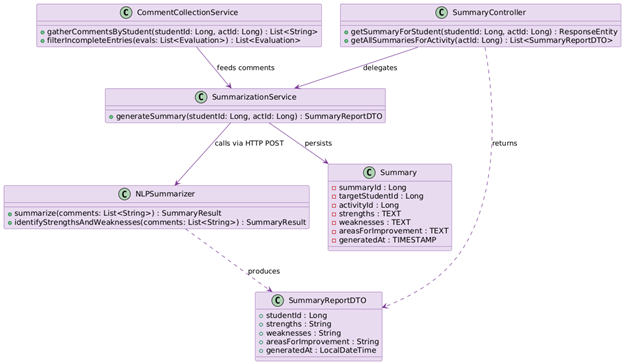 C CommentCollectionService
gatherCommentsByStudent(studentId: Long, actId: Long) : List<String>
filterIncompleteEntries(evals: List<Evaluation>) : List<Evaluation>
C SummaryController
getSummaryForStudent(studentId: Long, actId: Long) : ResponseEntity
getAllSummariesForActivity(actId: Long) : List<SummaryReportDTO>
feeds comments
delegates
C SummarizationService
generateSummary(studentId: Long, actId: Long) : SummaryReportDTO
calls via HTTP POST
persists
returns
C NLPSummarizer
summarize(comments: List<String>) : SummaryResult
identifyStrengthsAndWeaknesses(comments: List<String>) : SummaryResult
C Summary
summaryId : Long
targetStudentId : Long
activityId : Long
strengths : TEXT
weaknesses : TEXT
areasForImprovement : TEXT
generatedAt : TIMESTAMP
produces
C SummaryReportDTO
studentId : Long
strengths : String
weaknesses : String
areasForImprovement : String
generatedAt : LocalDateTime